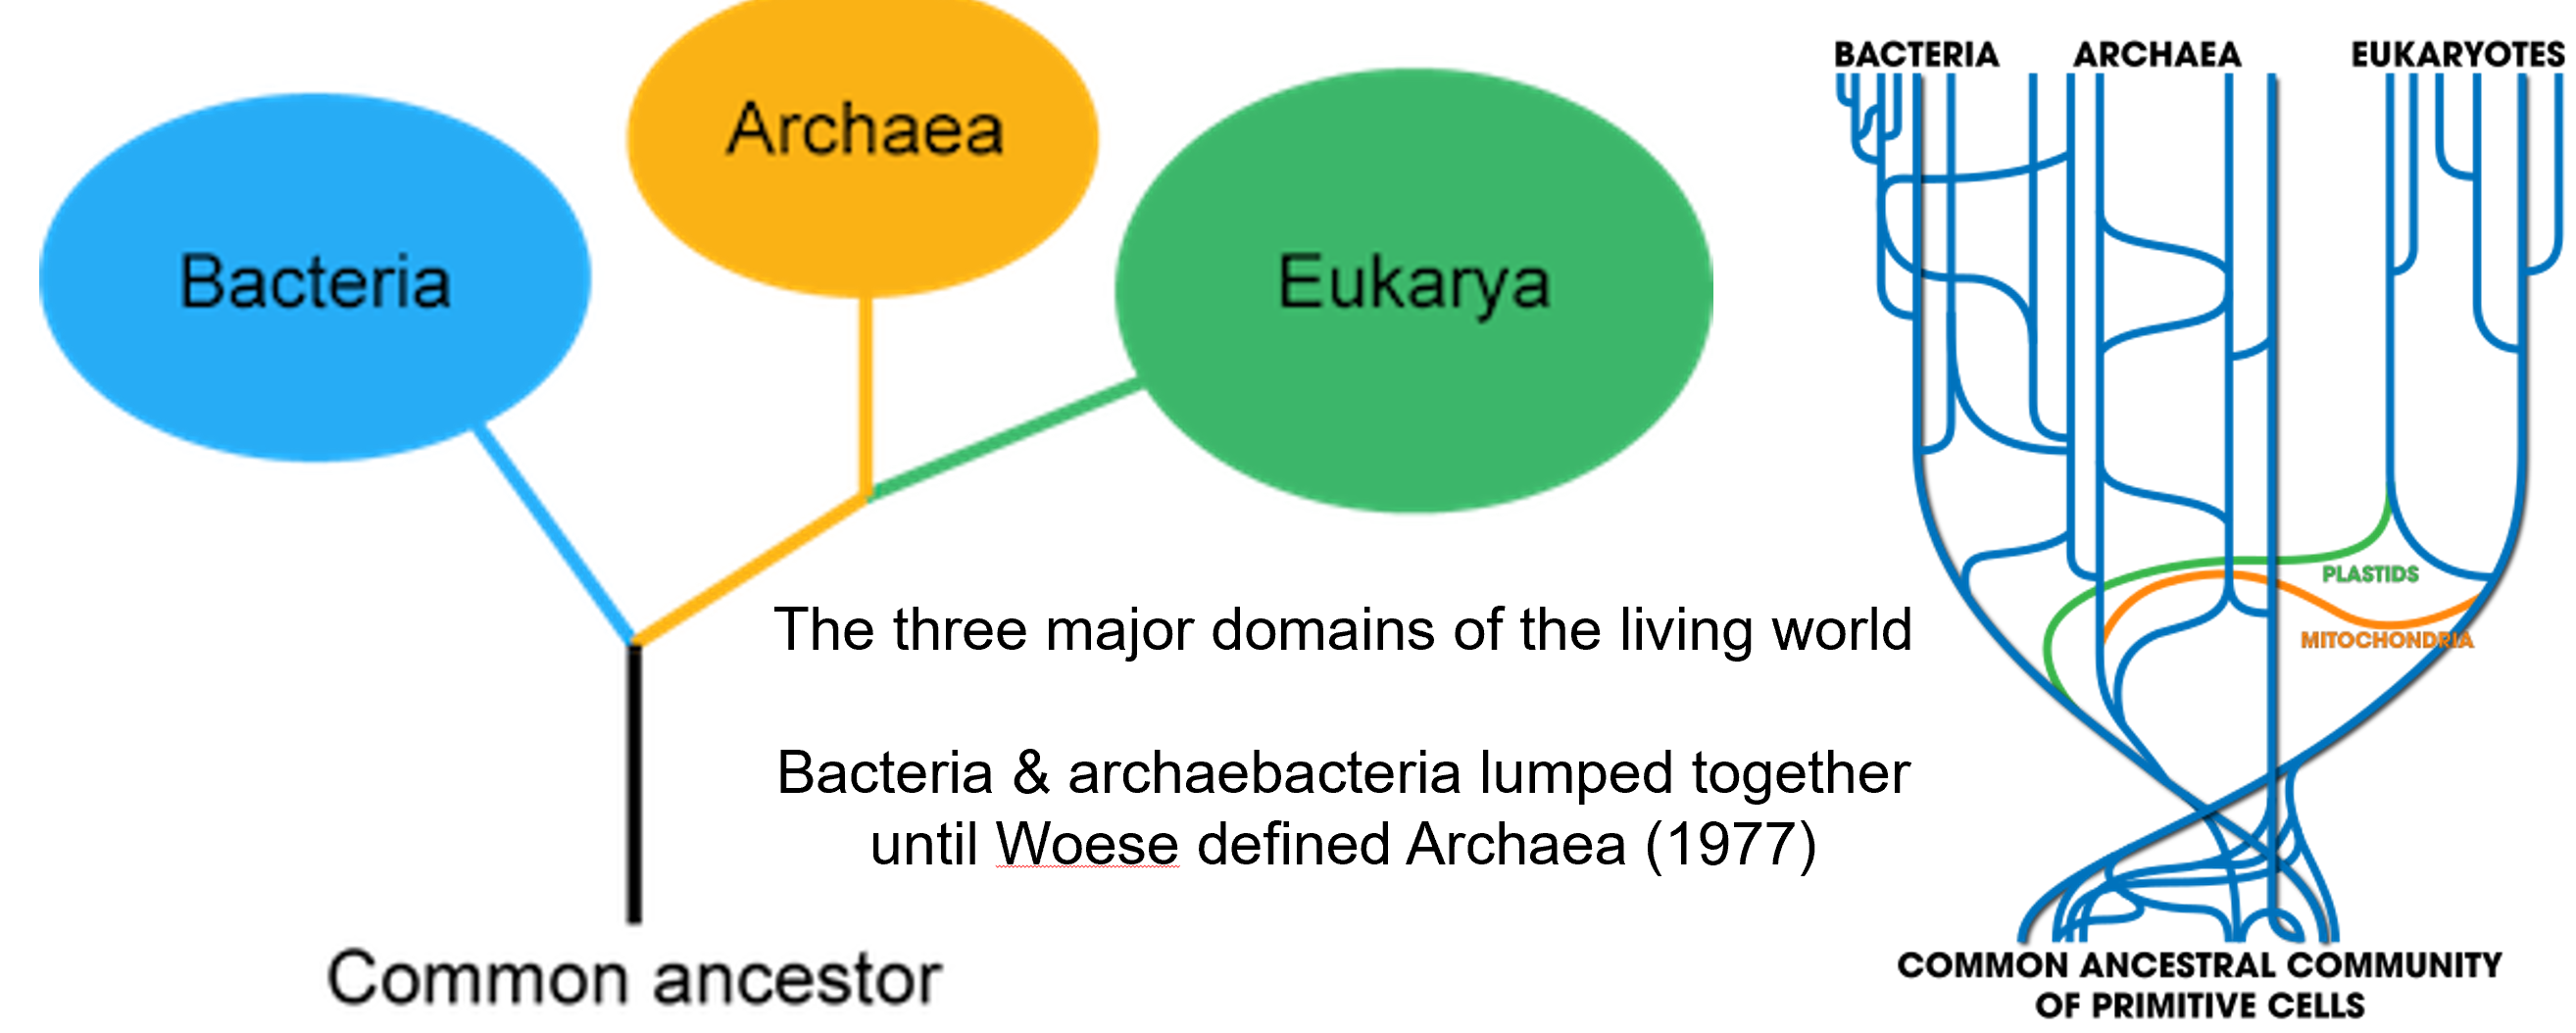 Bacteria
Archaea
Eukarya
The three major domains of the living world
Bacteria & archaebacteria lumped together
until Woese defined Archaea (1977)
Common ancestor
BACTERIA
ARCHAEA
EUKARYOTES
PLASTIDS
MITOCHONDRIA
COMMON ANCESTRAL COMMUNITY
OF PRIMITIVE CELLS